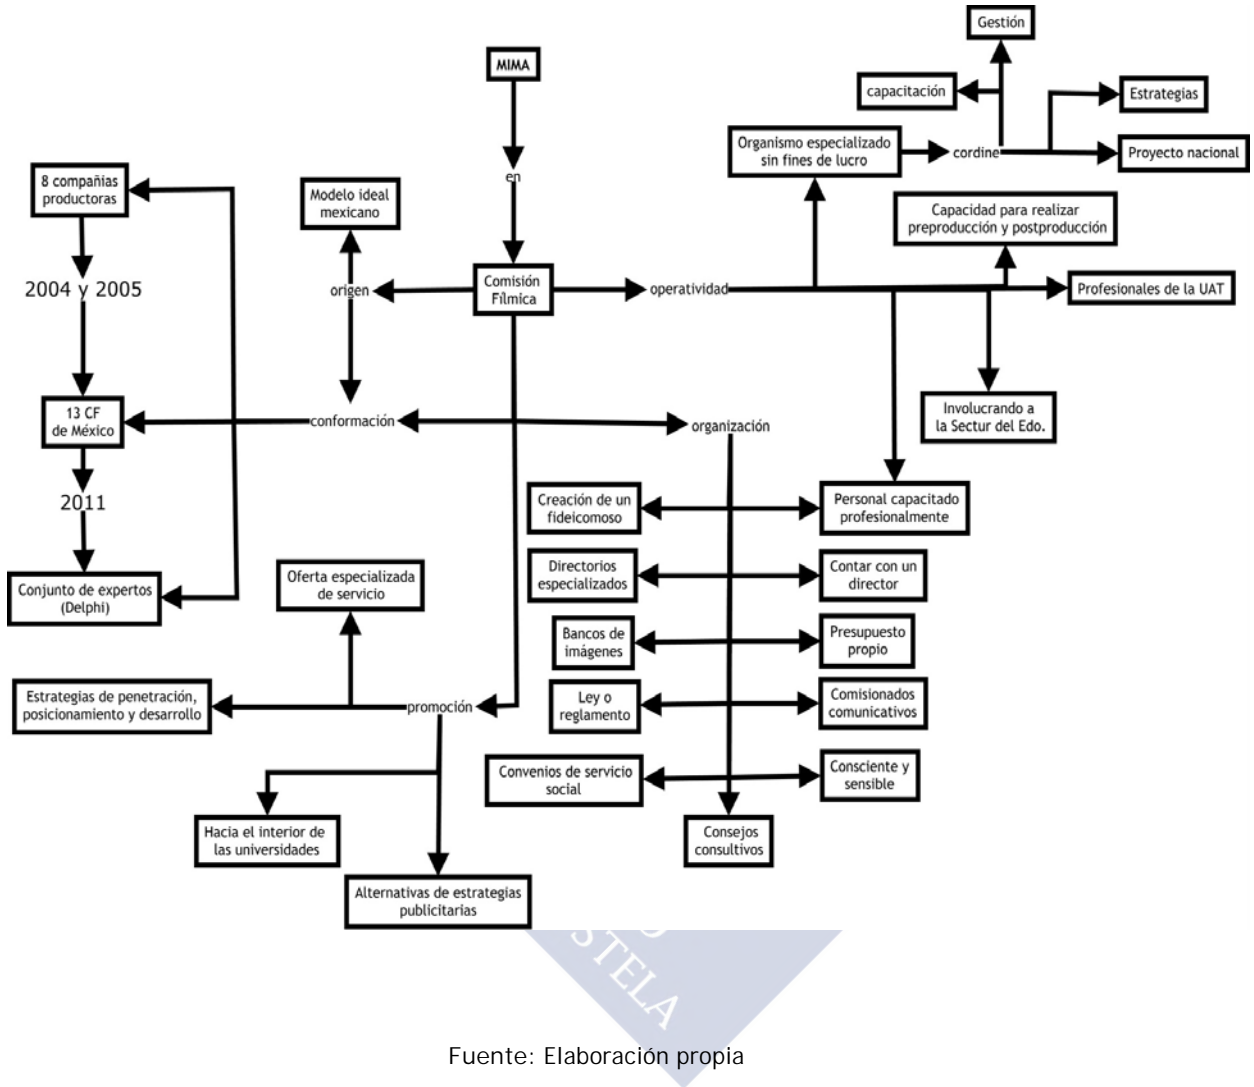 Gestión
MIMA
capacitación
Estrategias
Organismo especializado
sin fines de lucro
cordine
Proyecto nacional
8 compañias
productoras
en
Modelo ideal
mexicano
Capacidad para realizar
preproducción y postproducción
2004 y 2005
origen
Comisión
Fílmica
operatividad
Profesionales de la UAT
13 CF
de México
conformación
organización
Involucrando a
la Sectur del Edo.
2011
Creación de un
fideicomoso
Personal capacitado
profesionalmente
Conjunto de expertos
(Delphi)
Oferta especializada
de servicio
Directorios
especializados
Contar con un
director
Bancos de
imágenes
Presupuesto
propio
Estrategias de penetración,
posicionamiento y desarrollo
promoción
Ley o
reglamento
Comisionados
comunicativos
Convenios de servicio
social
Consciente y
sensible
Hacia el interior de
las universidades
Consejos
consultivos
Alternativas de estrategias
publicitarias
STELA
Fuente: Elaboración propia